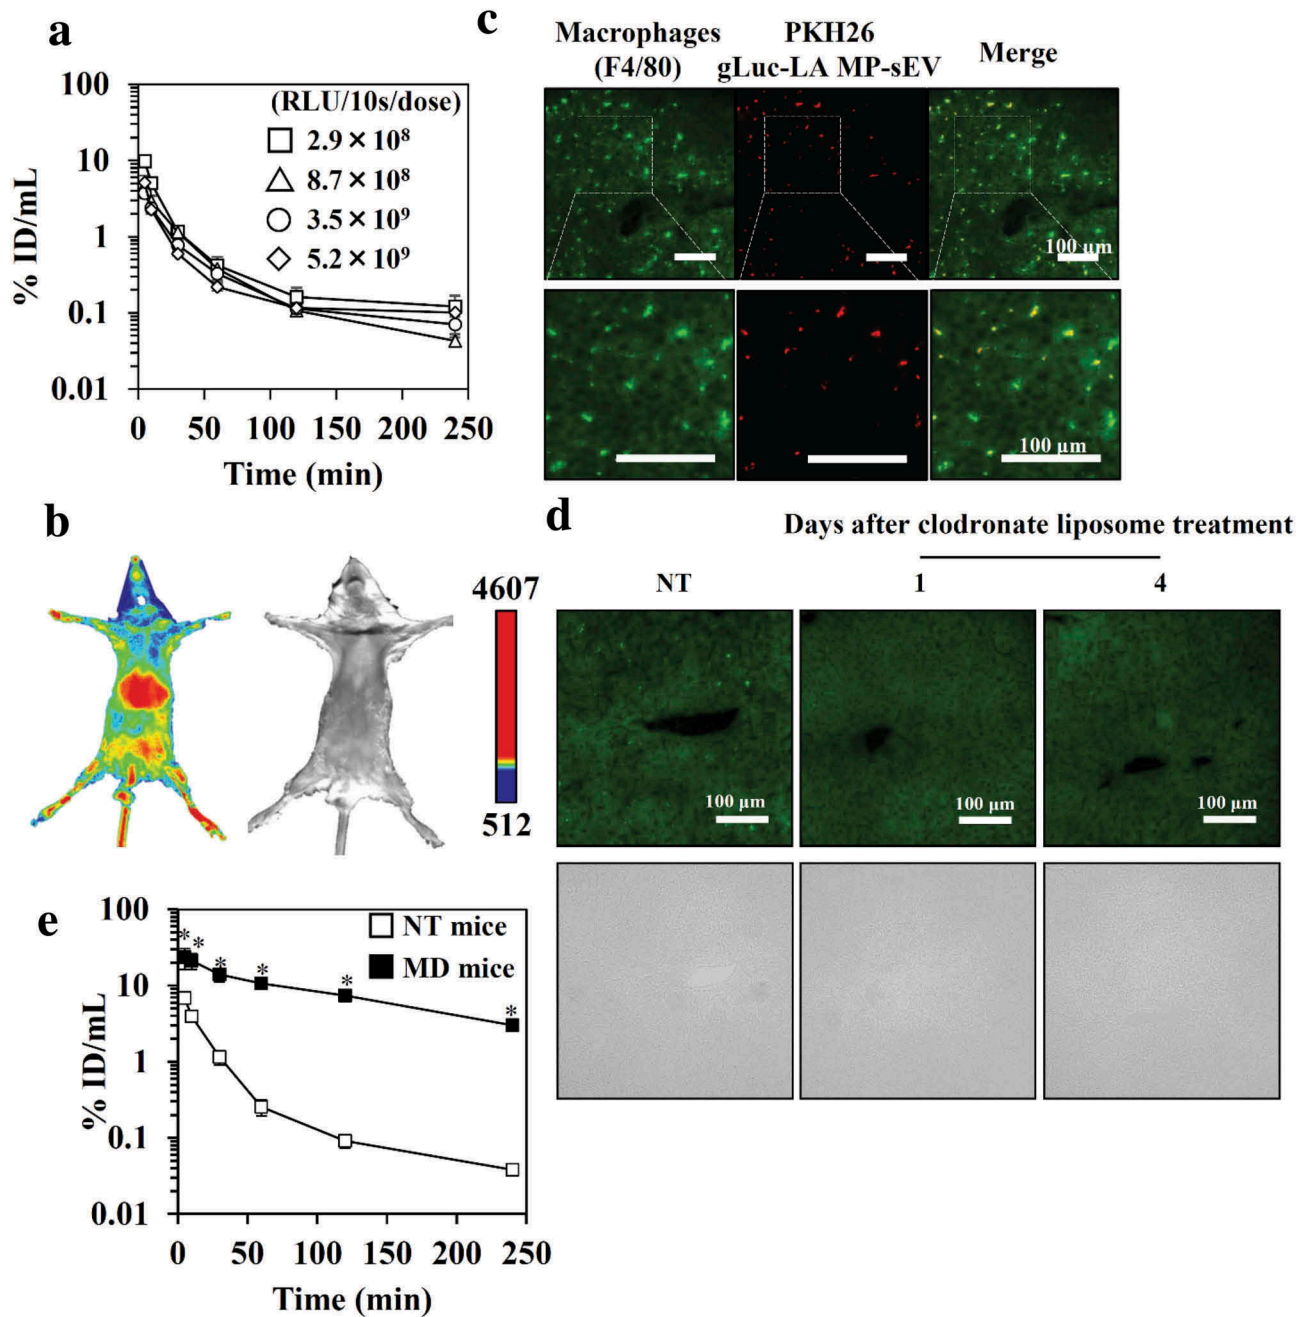 a
100
10
1
0.1
0.01
% ID/mL
(RLU/10s/dose)
2.9 × 10⁸
8.7 × 10⁸
3.5 × 10⁹
5.2 × 10⁹
0 50 100 150 200 250
Time (min)
c
Macrophages
(F4/80)
PKH26
gLuc-LA MP-sEV
Merge
100 μm
100 μm
b
4607
512
d
Days after clodronate liposome treatment
NT 1 4
100 μm 100 μm 100 μm
e
100
10
1
0.1
0.01
% ID/mL
NT mice
MD mice
* * * * * *
0 50 100 150 200 250
Time (min)